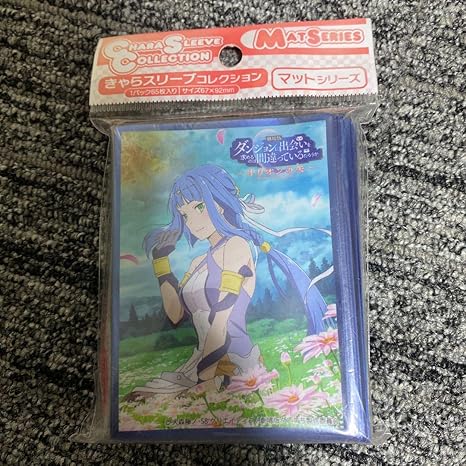 CHARA SLEEVE
COLLECTION
MAT SERIES
きゃらスリーブコレクション
マットシリーズ
1パック65枚入り サイズ67×92mm
劇場版
ダンジョンに出会いを
求めるのは間違っているだろうか